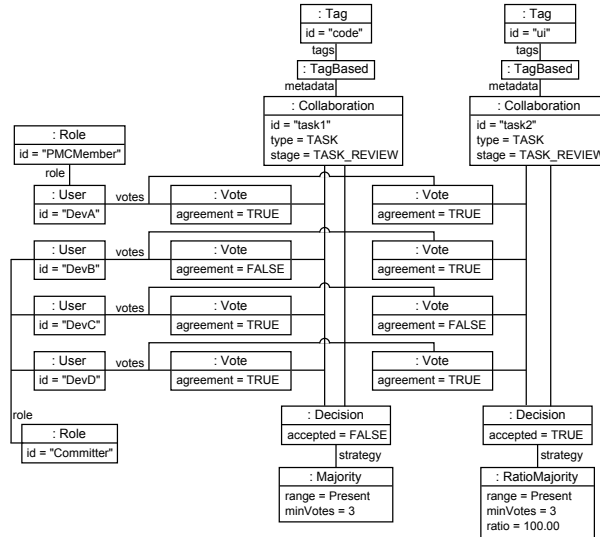 : Tag
id = "code"
tags
: TagBased
metadata
: Collaboration
id = "task1"
type = TASK
stage = TASK_REVIEW
: Tag
id = "ui"
tags
: TagBased
metadata
: Collaboration
id = "task2"
type = TASK
stage = TASK_REVIEW
: Role
id = "PMCMember"
role
: User
id = "DevA"
votes
: Vote
agreement = TRUE
: Vote
agreement = TRUE
: User
id = "DevB"
votes
: Vote
agreement = FALSE
: Vote
agreement = TRUE
: User
id = "DevC"
votes
: Vote
agreement = TRUE
: Vote
agreement = FALSE
: User
id = "DevD"
votes
: Vote
agreement = TRUE
: Vote
agreement = TRUE
role
: Role
id = "Committer"
: Decision
accepted = FALSE
strategy
: Majority
range = Present
minVotes = 3
: Decision
accepted = TRUE
strategy
: RatioMajority
range = Present
minVotes = 3
ratio = 100.00